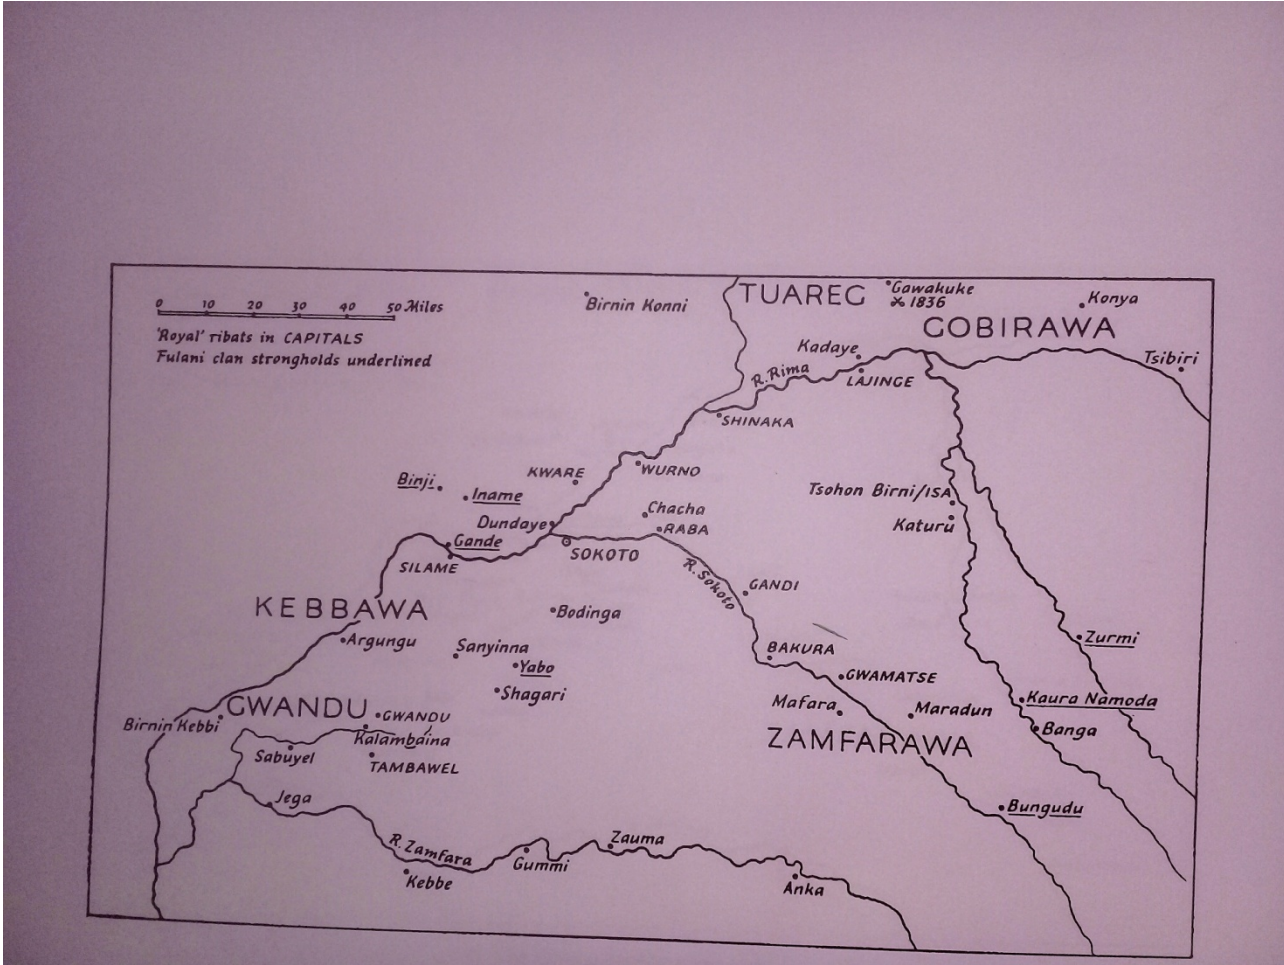 0 10 20 30 40 50 Miles
'Royal' ribats in CAPITALS
Fulani clan strongholds underlined
Birnin Konni
TUAREG
Gawakuke
1836
Konya
GOBIRAWA
Kadaye
R. Rima
LAJINGE
Tsibiri
SHINAKA
WURNO
KWARE
Binji
Iname
Tsohon Birni/ISA
Chacha
Dundaye
RABA
Katuru
Gande
SOKOTO
SILAME
R. Sokoto
GANDI
KEBBAWA
Bodinga
Argungu
Sanyinna
BAKURA
Zurmi
Yabo
GWAMATSE
Shagari
Kaura Namoda
Mafara
Maradun
GWANDU
GWANDU
Birnin Kebbi
Kalambaina
Banga
ZAMFARAWA
Sabuyel
TAMBAWEL
Jega
Bungudu
R. Zamfara
Zauma
Gummi
Kebbe
Anka